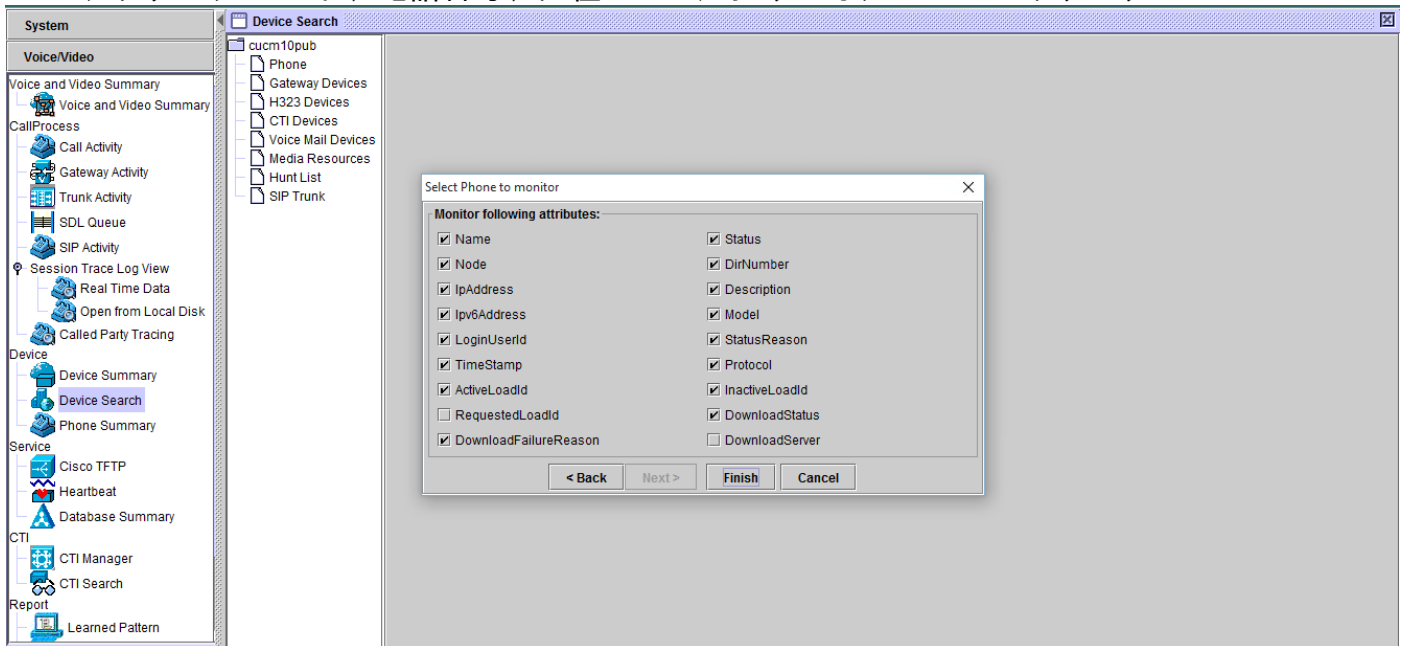 System
Voice/Video
Voice and Video Summary
Voice and Video Summary
CallProcess
Call Activity
Gateway Activity
Trunk Activity
SDL Queue
SIP Activity
Session Trace Log View
Real Time Data
Open from Local Disk
Called Party Tracing
Device
Device Summary
Device Search
Phone Summary
Service
Cisco TFTP
Heartbeat
Database Summary
CTI
CTI Manager
CTI Search
Report
Learned Pattern
Device Search
cucm10pub
Phone
Gateway Devices
H323 Devices
CTI Devices
Voice Mail Devices
Media Resources
Hunt List
SIP Trunk
Select Phone to monitor
Monitor following attributes:
Name
Status
Node
DirNumber
IpAddress
Description
Ipv6Address
Model
LoginUserId
StatusReason
TimeStamp
Protocol
ActiveLoadId
InactiveLoadId
RequestedLoadId
DownloadStatus
DownloadFailureReason
DownloadServer
< Back
Next >
Finish
Cancel